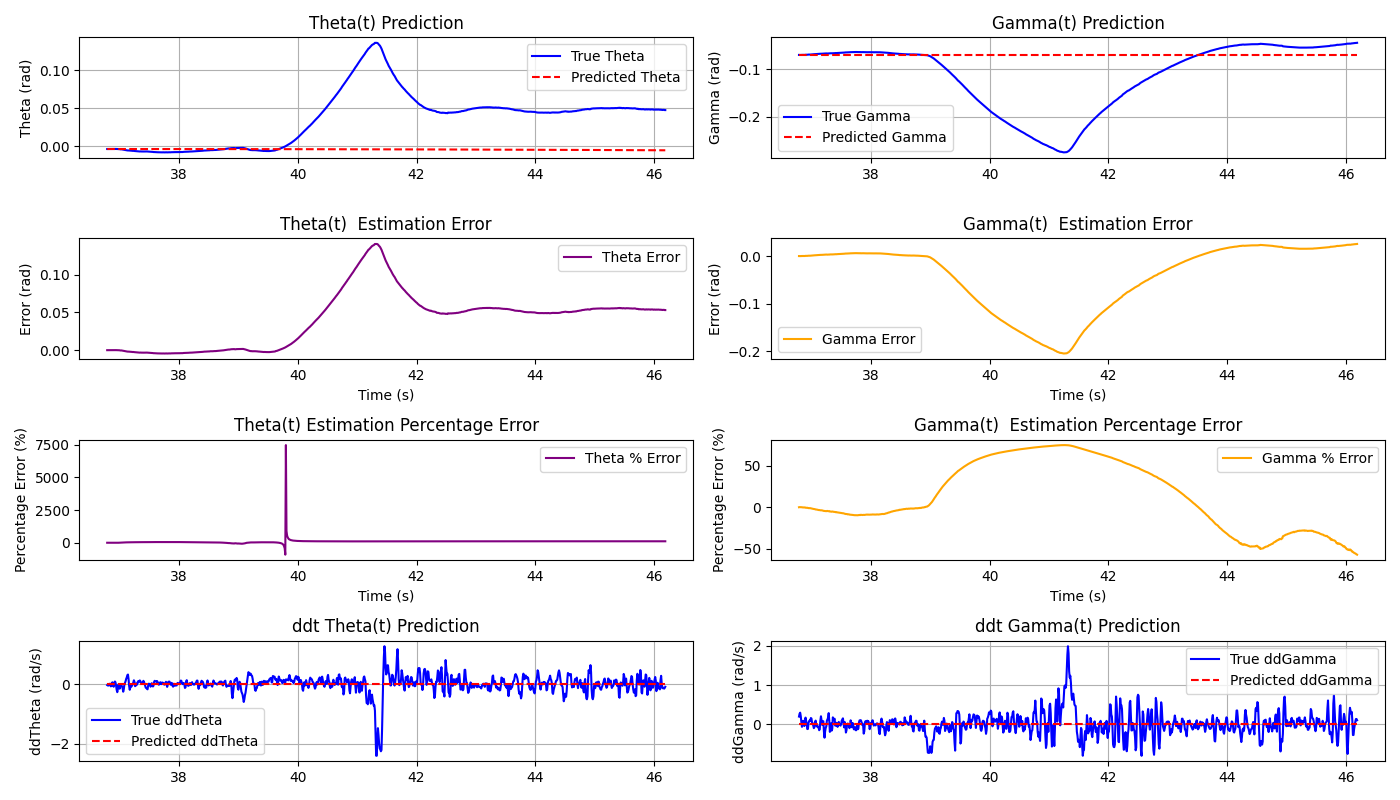 Theta(t) Prediction
Theta (rad)
0.10
0.05
0.00
True Theta
Predicted Theta
38 40 42 44 46
Gamma(t) Prediction
Gamma (rad)
−0.1
−0.2
True Gamma
Predicted Gamma
38 40 42 44 46
Theta(t)  Estimation Error
Error (rad)
0.10
0.05
0.00
Theta Error
38 40 42 44 46
Time (s)
Gamma(t)  Estimation Error
Error (rad)
0.0
−0.1
−0.2
Gamma Error
38 40 42 44 46
Time (s)
Theta(t) Estimation Percentage Error
Percentage Error (%)
7500
5000
2500
0
Theta % Error
38 40 42 44 46
Time (s)
Gamma(t)  Estimation Percentage Error
Percentage Error (%)
50
0
−50
Gamma % Error
38 40 42 44 46
Time (s)
ddt Theta(t) Prediction
ddTheta (rad/s)
0
−2
True ddTheta
Predicted ddTheta
38 40 42 44 46
ddt Gamma(t) Prediction
ddGamma (rad/s)
2
1
0
True ddGamma
Predicted ddGamma
38 40 42 44 46